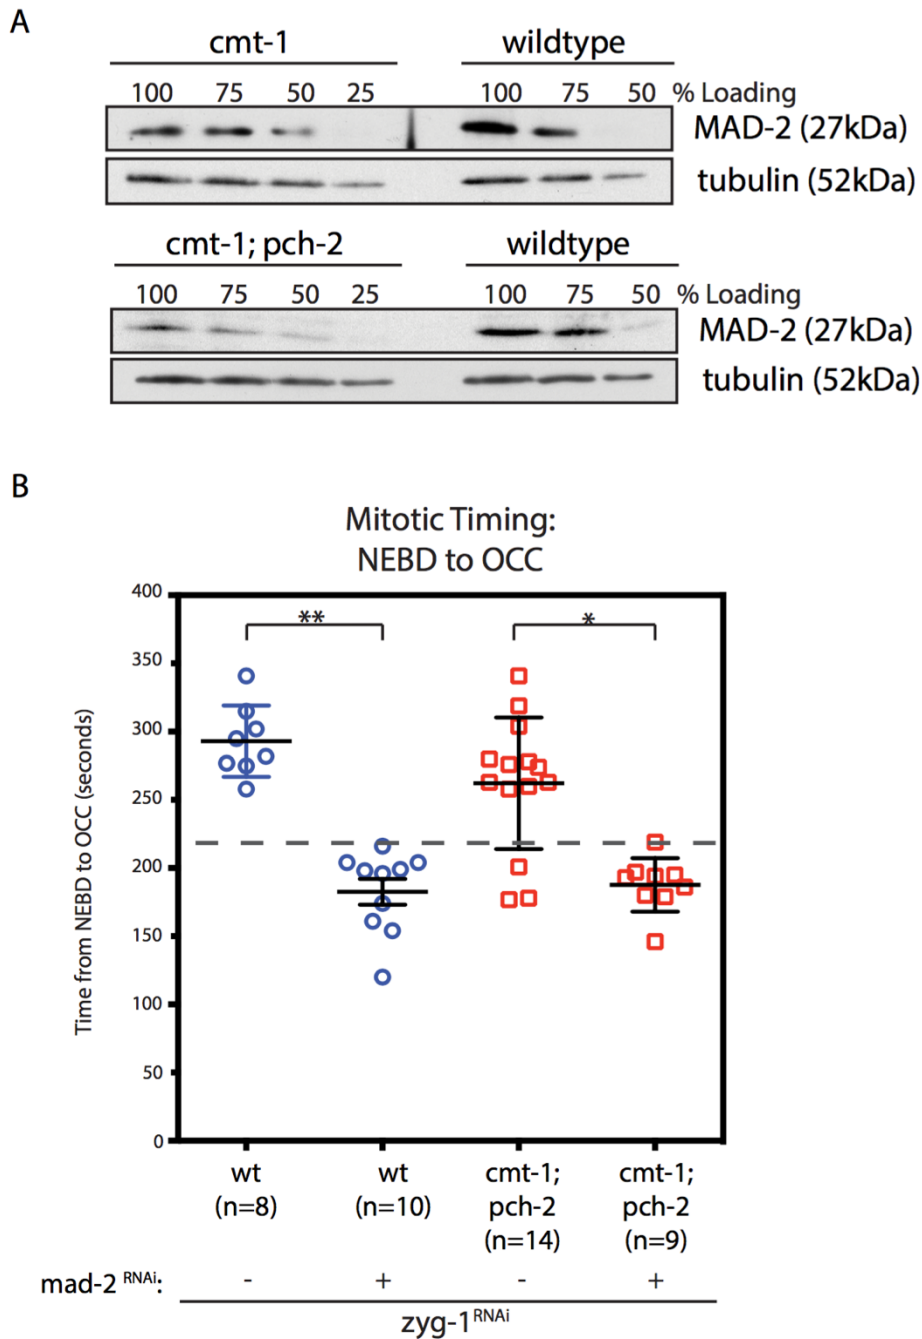 A
cmt-1 wildtype
100 75 50 25 100 75 50 % Loading
MAD-2 (27kDa)
tubulin (52kDa)
cmt-1; pch-2 wildtype
100 75 50 25 100 75 50 % Loading
MAD-2 (27kDa)
tubulin (52kDa)
B
Mitotic Timing:
NEBD to OCC
Time from NEBD to OCC (seconds)
400
350
300
250
200
150
100
50
0
** *
wt wt cmt-1; cmt-1;
(n=8) (n=10) pch-2 pch-2
(n=14) (n=9)
mad-2 RNAi: - + - +
zyg-1RNAi